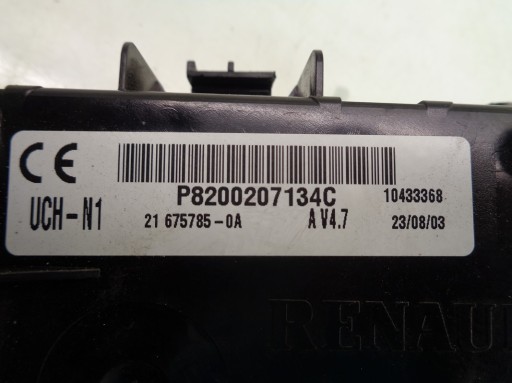 CE
P8200207134C 10433368
UCH-N1 21 675785-0A A V4.7 23/08/03
RENAU